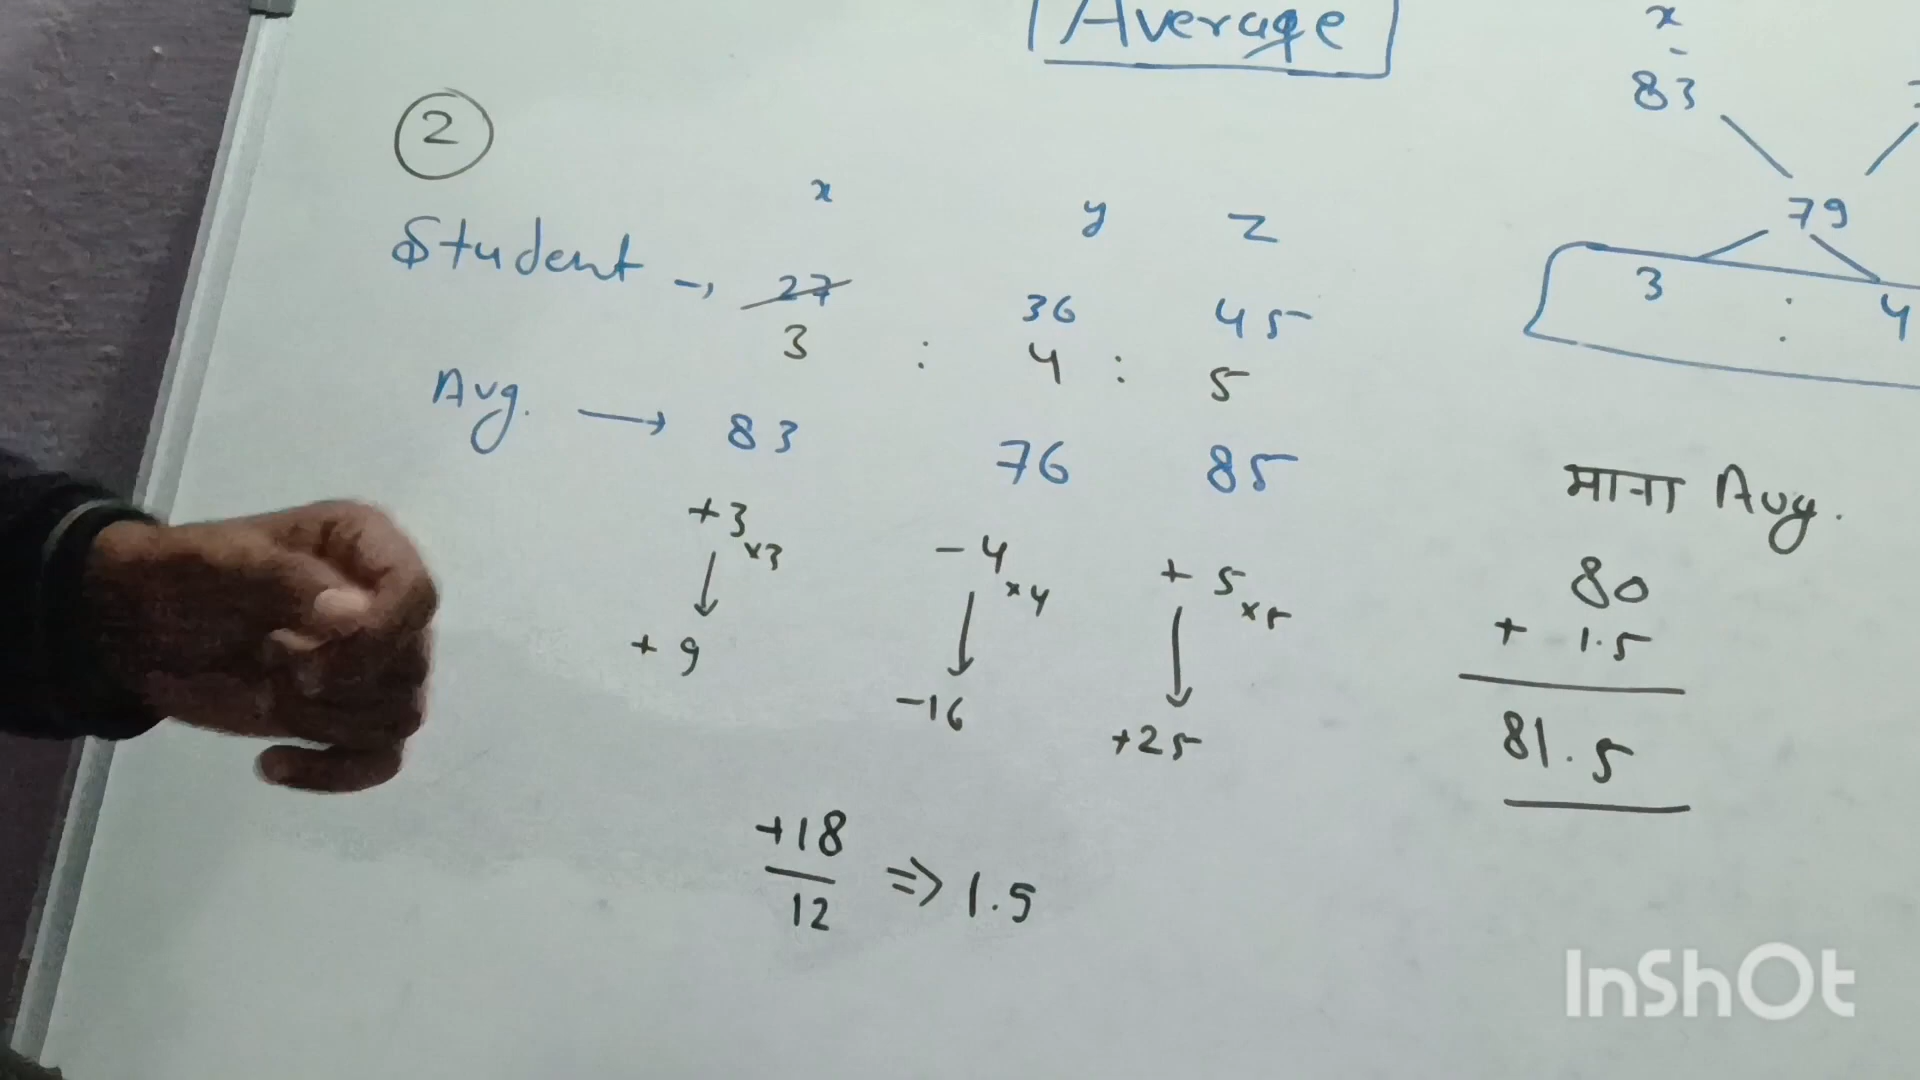 Average
x
83
79
3 : 4
2
x y z
Student → 27 36 45
3 : 4 : 5
Avg. → 83 76 85
+3 ×3 -4 ×4 +5 ×5
+9 -16 +25
+18
12 ⇒ 1.5
माना Avg.
80
+ 1.5
81.5
InShOt